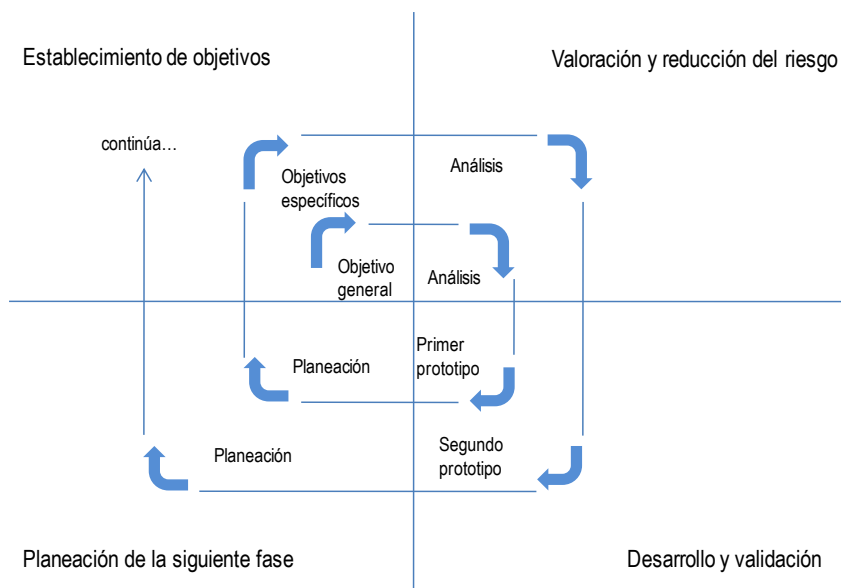 Establecimiento de objetivos
Valoración y reducción del riesgo
continúa…
Objetivos
específicos
Análisis
Objetivo
general
Análisis
Planeación
Primer
prototipo
Planeación
Segundo
prototipo
Planeación de la siguiente fase
Desarrollo y validación